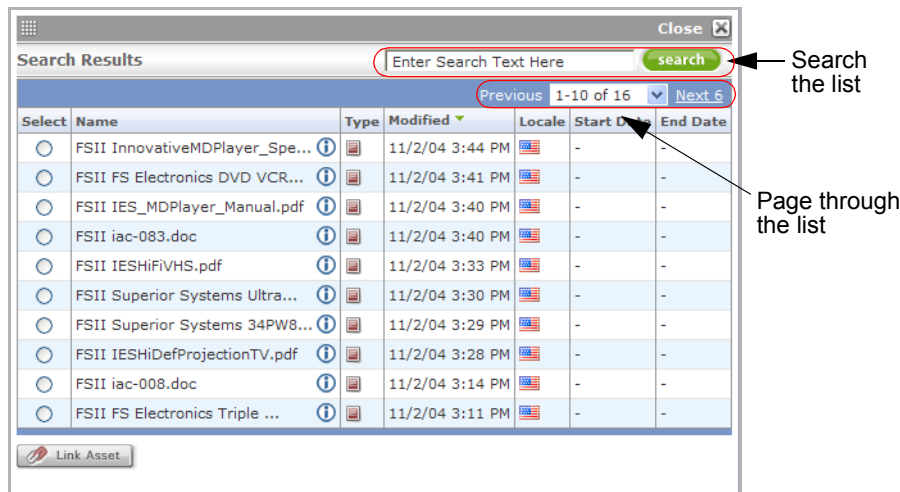 Close
Search Results
Enter Search Text Here
search
Search
the list
Previous 1-10 of 16 Next 6
Select Name Type Modified Locale Start Date End Date
FSII InnovativeMDPlayer_Spe... 11/2/04 3:44 PM - -
FSII FS Electronics DVD VCR... 11/2/04 3:41 PM - -
FSII IES_MDPlayer_Manual.pdf 11/2/04 3:40 PM - -
Page through
the list
FSII iac-083.doc 11/2/04 3:40 PM - -
FSII IESHiFiVHS.pdf 11/2/04 3:33 PM - -
FSII Superior Systems Ultra... 11/2/04 3:30 PM - -
FSII Superior Systems 34PW8... 11/2/04 3:29 PM - -
FSII IESHiDefProjectionTV.pdf 11/2/04 3:28 PM - -
FSII iac-008.doc 11/2/04 3:14 PM - -
FSII FS Electronics Triple ... 11/2/04 3:11 PM - -
Link Asset